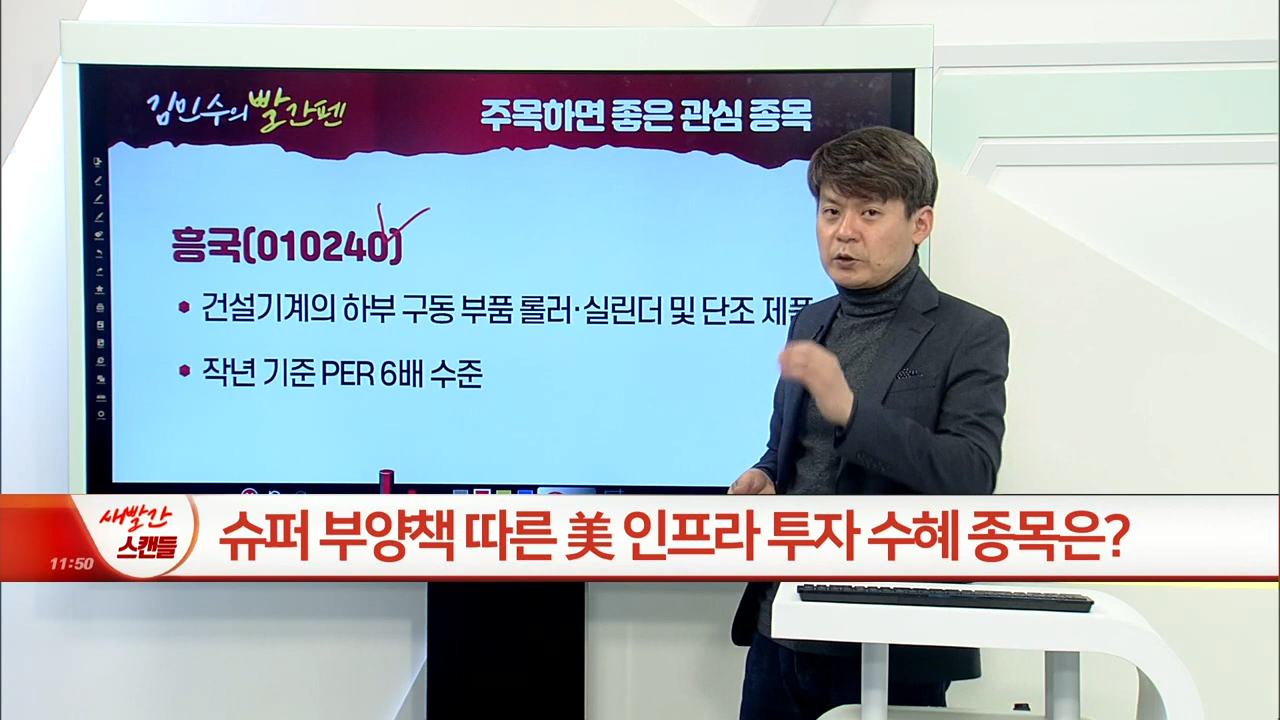 김민수의 빨간펜
주목하면 좋은 관심 종목
흥국(010240)
• 건설기계의 하부 구동 부품 롤러·실린더 및 단조 제품
• 작년 기준 PER 6배 수준
새빨간
스캔들
11:50
슈퍼 부양책 따른 美 인프라 투자 수혜 종목은?